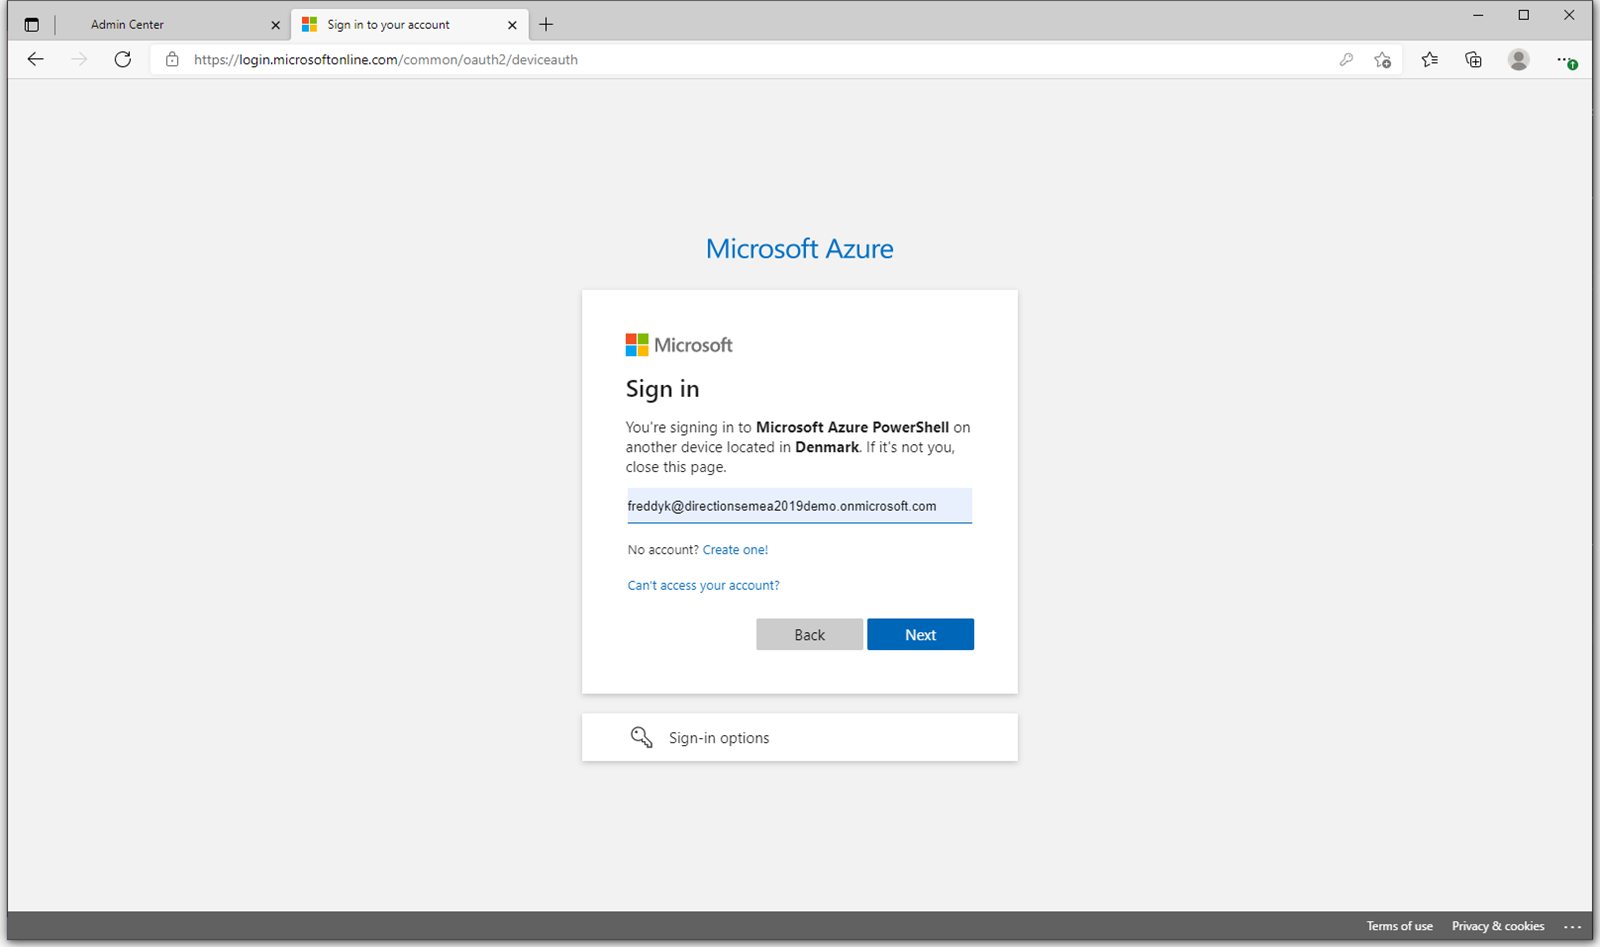 Admin Center
Sign in to your account
https://login.microsoftonline.com/common/oauth2/deviceauth
Microsoft Azure
Microsoft
Sign in
You're signing in to Microsoft Azure PowerShell on
another device located in Denmark. If it's not you,
close this page.
freddyk@directionsemea2019demo.onmicrosoft.com
No account? Create one!
Can't access your account?
Back
Next
Sign-in options
Terms of use
Privacy & cookies